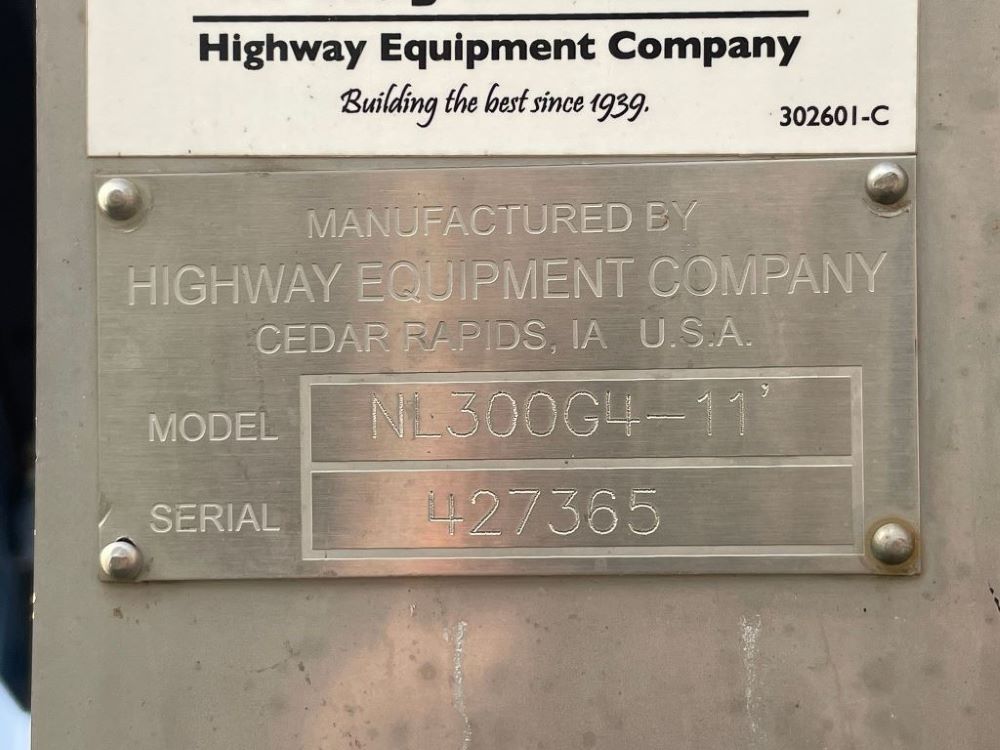 Highway Equipment Company
Building the best since 1939.
302601-C
MANUFACTURED BY
HIGHWAY EQUIPMENT COMPANY
CEDAR RAPIDS, IA U.S.A.
MODEL NL300G4-11'
SERIAL 427365